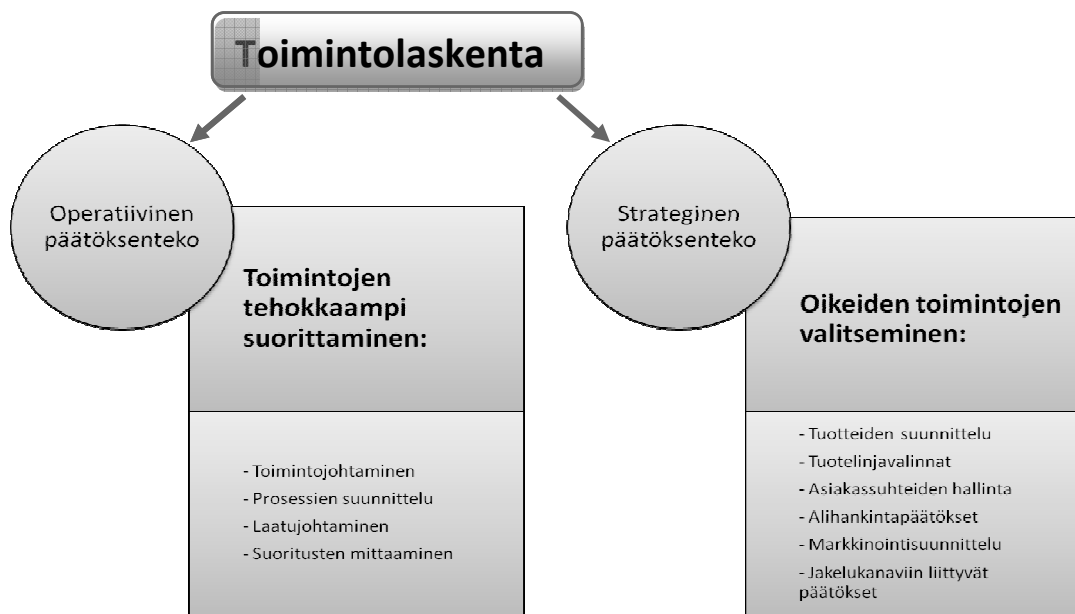 Toimintolaskenta
Operatiivinen
päätöksenteko
Toimintojen
tehokkaampi
suorittaminen:
- Toimintojohtaminen
- Prosessien suunnittelu
- Laatujohtaminen
- Suoritusten mittaaminen
Strateginen
päätöksenteko
Oikeiden toimintojen
valitseminen:
- Tuotteiden suunnittelu
- Tuotelinjavalinnat
- Asiakassuhteiden hallinta
- Alihankintapäätökset
- Markkinointisuunnittelu
- Jakelukanaviin liittyvät
päätökset